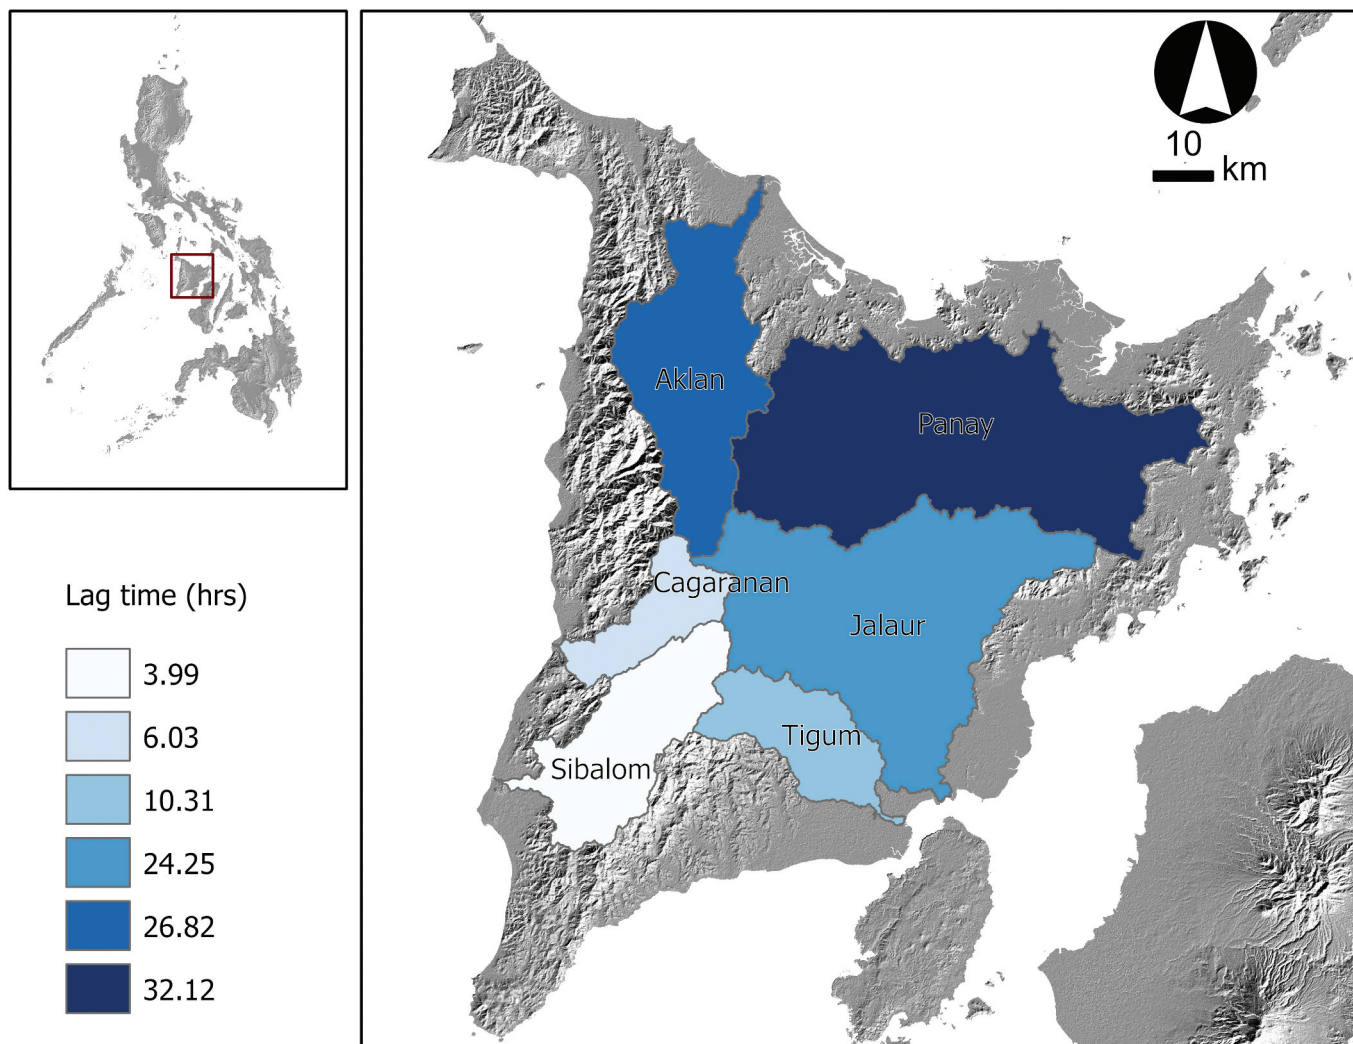 10
km
Aklan
Panay
Cagaranan
Jalaur
Tigum
Sibalom
Lag time (hrs)
3.99
6.03
10.31
24.25
26.82
32.12